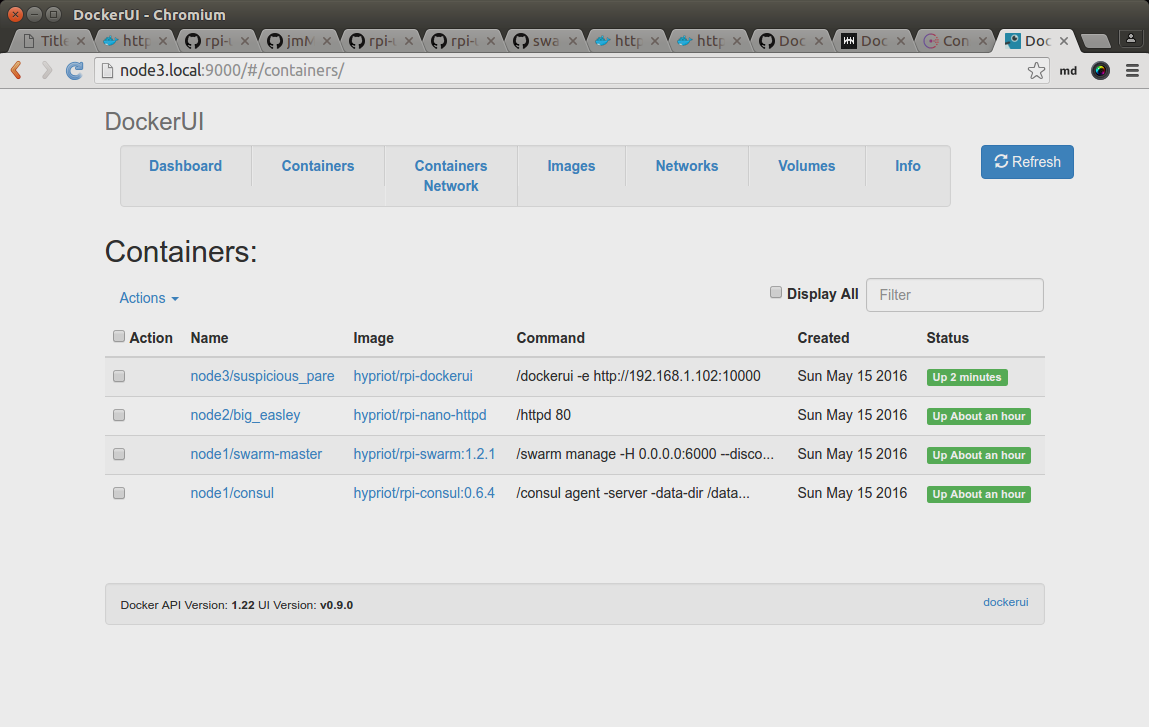 DockerUI - Chromium
Title http rpi-u jmM rpi-u rpi-u swa http http Doc Doc Con Doc
node3.local:9000/#/containers/ md
DockerUI
Dashboard Containers Containers Network Images Networks Volumes Info Refresh
Containers:
Actions Display All Filter
Action Name Image Command Created Status
node3/suspicious_pare hypriot/rpi-dockerui /dockerui -e http://192.168.1.102:10000 Sun May 15 2016 Up 2 minutes
node2/big_easley hypriot/rpi-nano-httpd /httpd 80 Sun May 15 2016 Up About an hour
node1/swarm-master hypriot/rpi-swarm:1.2.1 /swarm manage -H 0.0.0.0:6000 --disco... Sun May 15 2016 Up About an hour
node1/consul hypriot/rpi-consul:0.6.4 /consul agent -server -data-dir /data... Sun May 15 2016 Up About an hour
Docker API Version: 1.22 UI Version: v0.9.0 dockerui